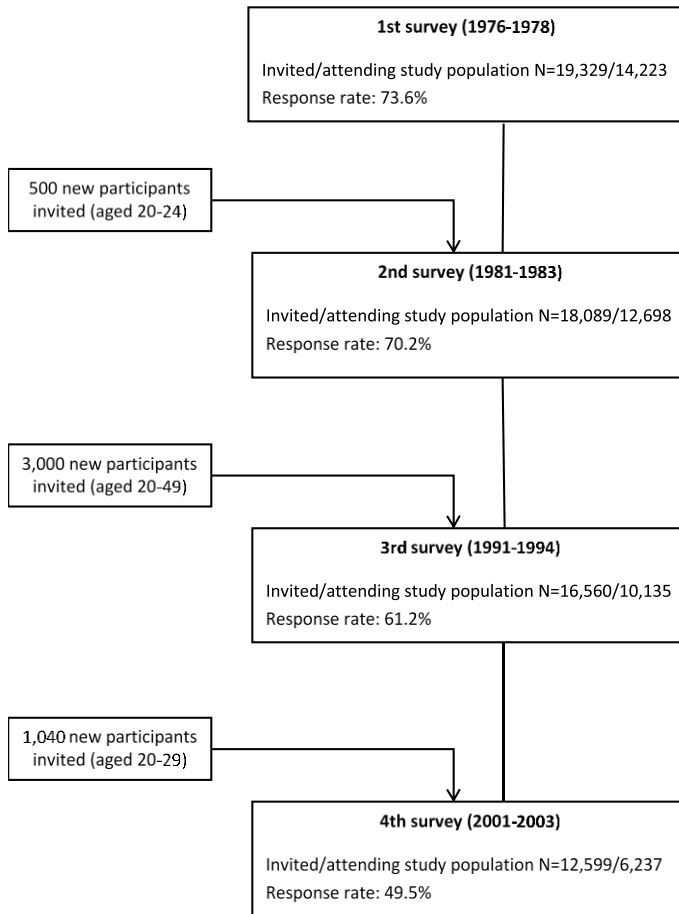 1st survey (1976-1978)
Invited/attending study population N=19,329/14,223
Response rate: 73.6%
500 new participants
invited (aged 20-24)
2nd survey (1981-1983)
Invited/attending study population N=18,089/12,698
Response rate: 70.2%
3,000 new participants
invited (aged 20-49)
3rd survey (1991-1994)
Invited/attending study population N=16,560/10,135
Response rate: 61.2%
1,040 new participants
invited (aged 20-29)
4th survey (2001-2003)
Invited/attending study population N=12,599/6,237
Response rate: 49.5%